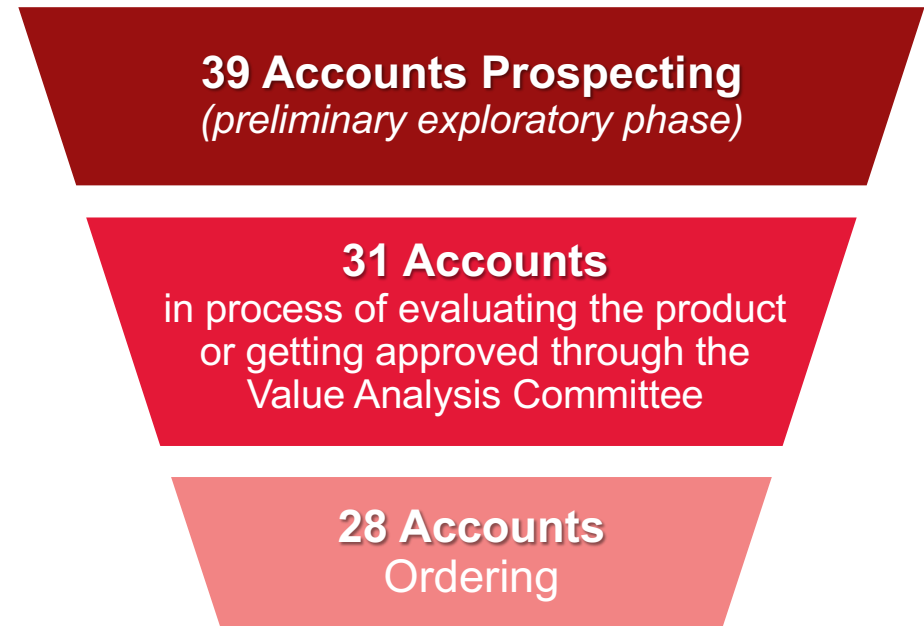 39 Accounts Prospecting
(preliminary exploratory phase)
31 Accounts
in process of evaluating the product
or getting approved through the
Value Analysis Committee
28 Accounts
Ordering